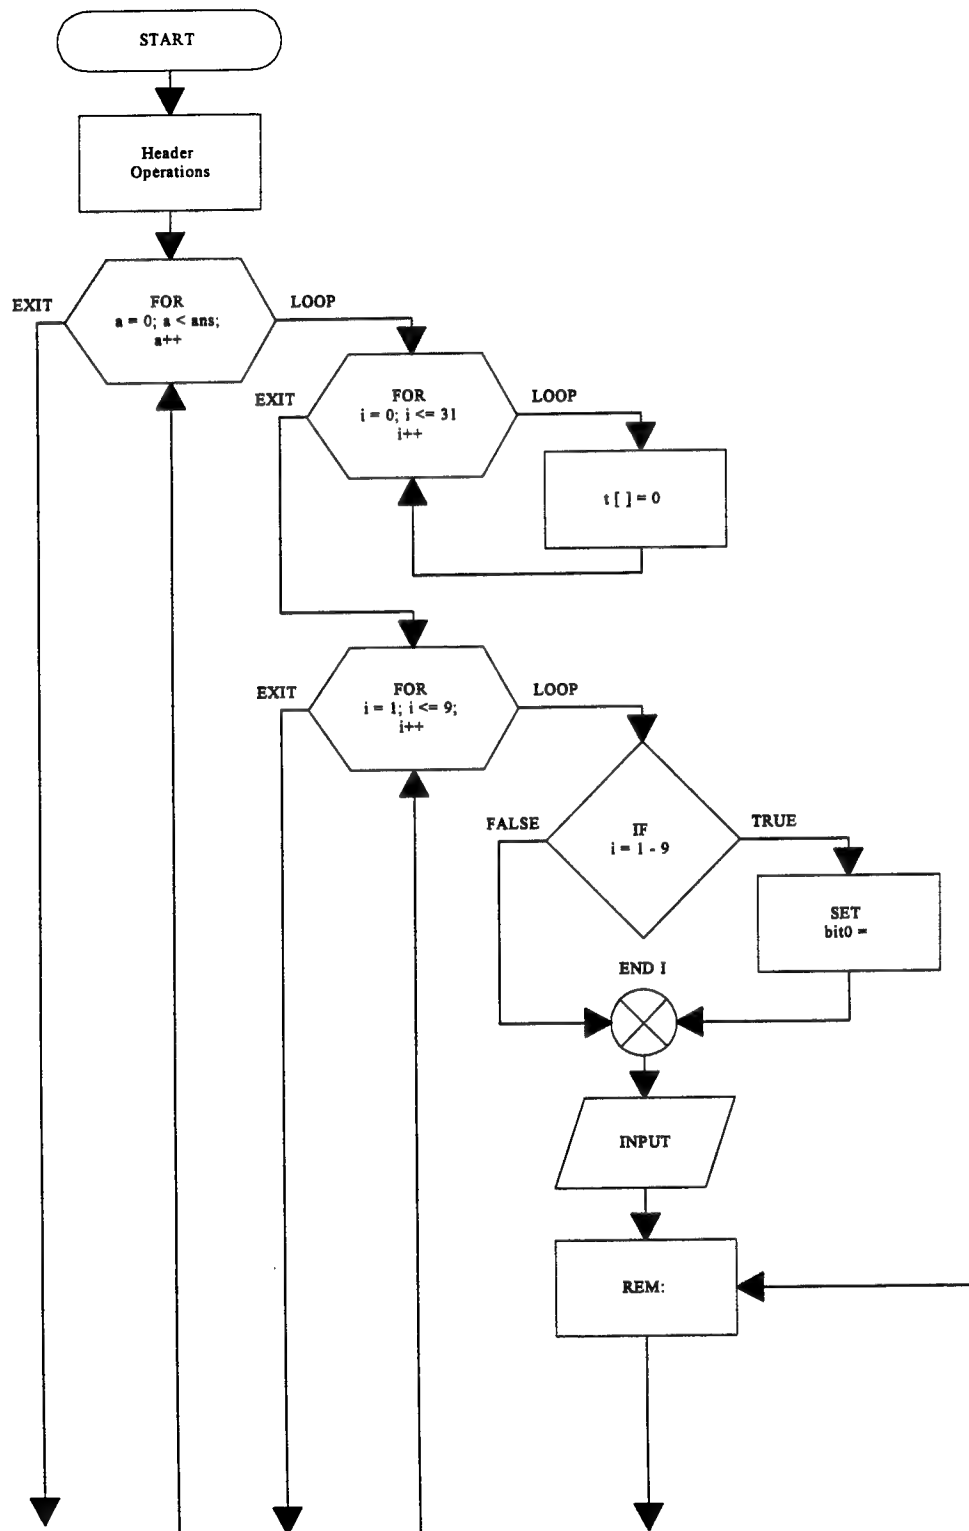 START
Header
Operations
EXIT
FOR
a = 0; a < ans;
a++
LOOP
EXIT
FOR
i = 0; i <= 31
i++
LOOP
t [ ] = 0
EXIT
FOR
i = 1; i <= 9;
i++
LOOP
FALSE
IF
i = 1 - 9
TRUE
SET
bit0 =
END I
INPUT
REM: